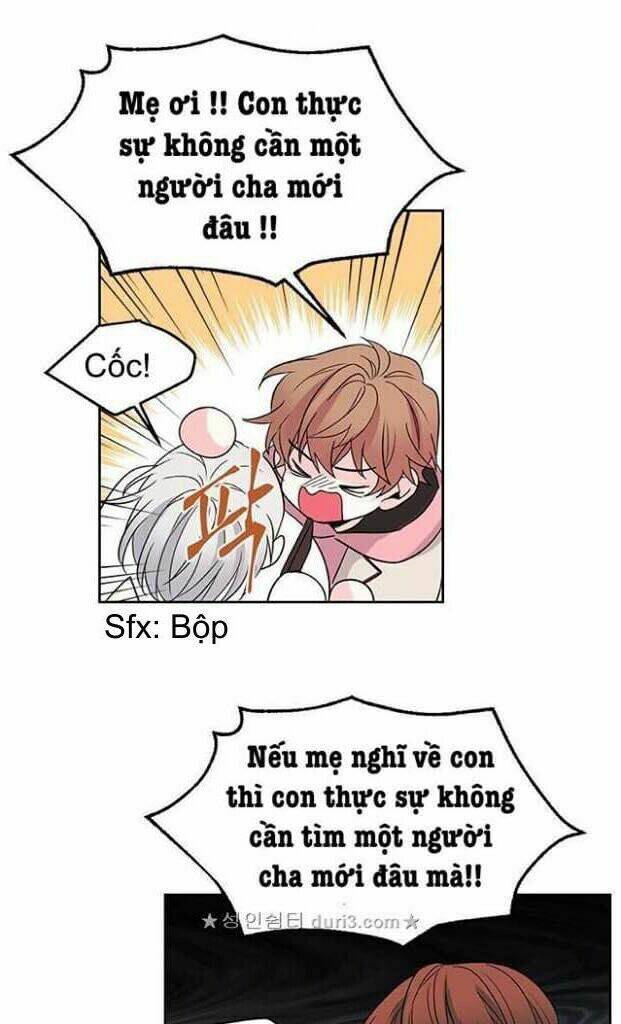 Mẹ ơi !! Con thực
sự không cần một
người cha mới
đâu !!
Cốc!
팍
Sfx: Bộp
Nếu mẹ nghĩ về con
thì con thực sự không
cần tìm một người
cha mới đâu mà!!
★성인쉼터 duri3.com★